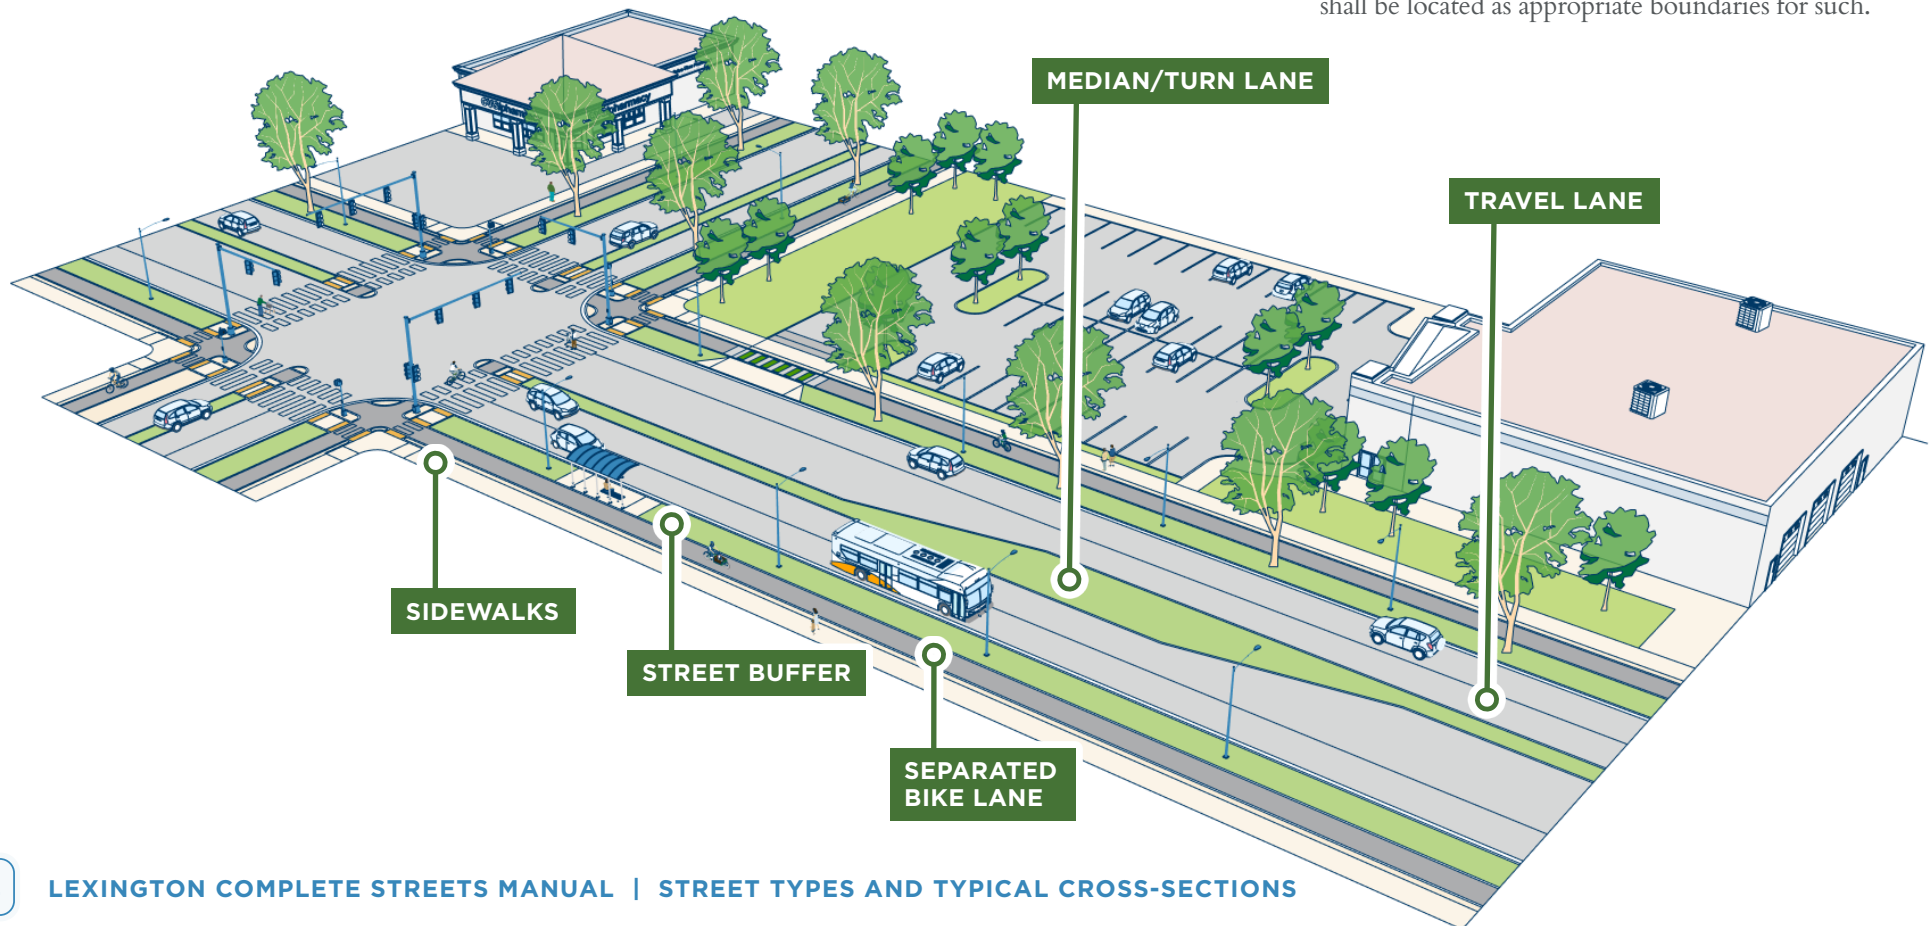 shall be located as appropriate boundaries for such.
MEDIAN/TURN LANE
TRAVEL LANE
pharmacy
SIDEWALKS
STREET BUFFER
SEPARATED
BIKE LANE
LEXINGTON COMPLETE STREETS MANUAL | STREET TYPES AND TYPICAL CROSS-SECTIONS